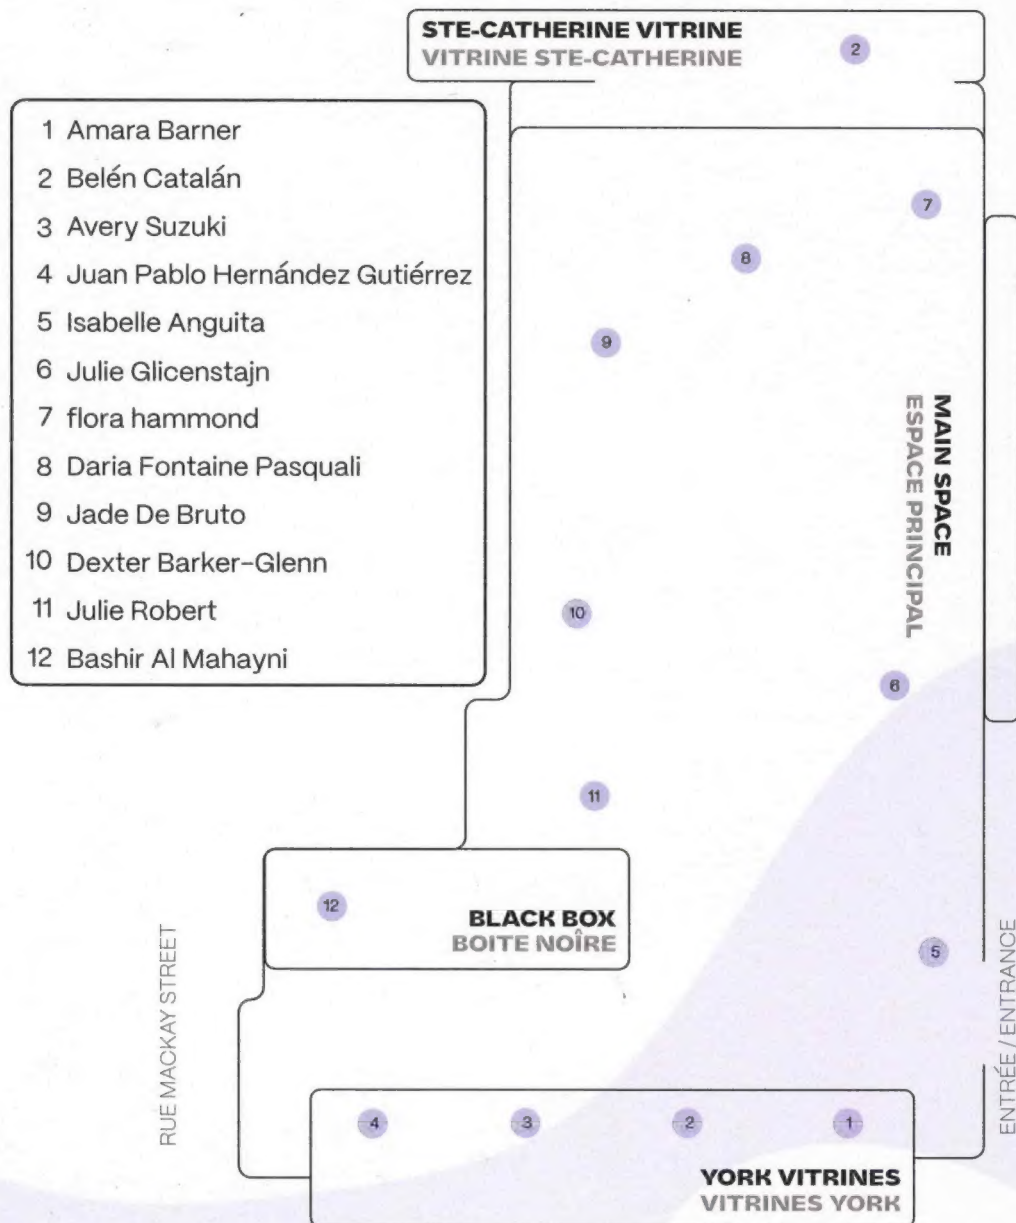 STE-CATHERINE VITRINE
VITRINE STE-CATHERINE
2
1 Amara Barner
2 Belén Catalán
3 Avery Suzuki
4 Juan Pablo Hernández Gutiérrez
5 Isabelle Anguita
6 Julie Glicenstajn
7 flora hammond
8 Daria Fontaine Pasquali
9 Jade De Bruto
10 Dexter Barker-Glenn
11 Julie Robert
12 Bashir Al Mahayni
7
8
9
MAIN SPACE
ESPACE PRINCIPAL
10
6
11
12
BLACK BOX
BOITE NOÎRE
5
RUE MACKAY STREET
ENTRÉE / ENTRANCE
4
3
2
1
YORK VITRINES
VITRINES YORK